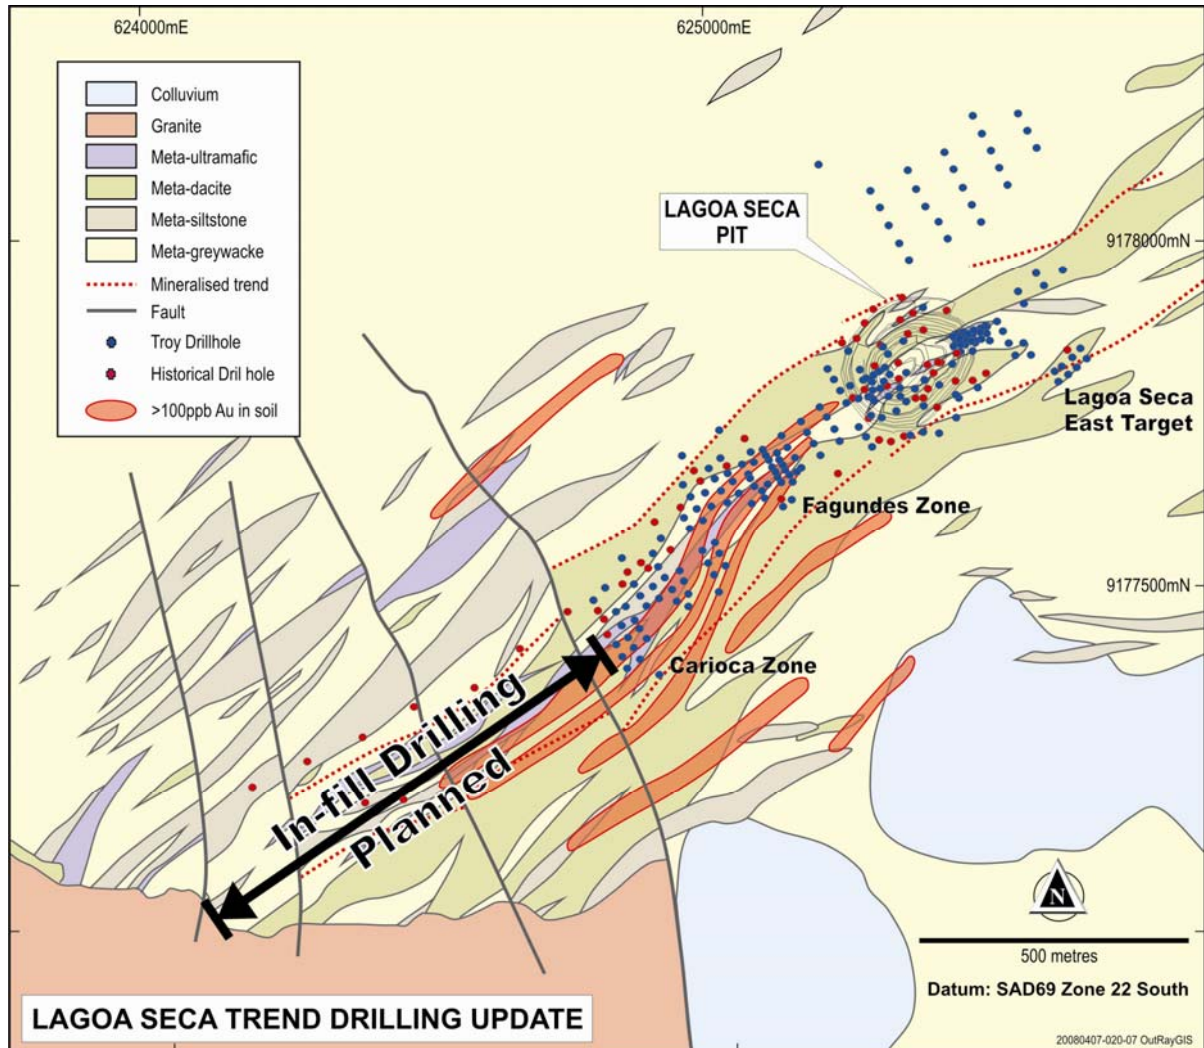 624000mE
625000mE
Colluvium
Granite
Meta-ultramafic
Meta-dacite
Meta-siltstone
Meta-greywacke
Mineralised trend
Fault
Troy Drillhole
Historical Dril hole
>100ppb Au in soil
LAGOA SECA
PIT
9178000mN
Lagoa Seca
East Target
Fagundes Zone
9177500mN
Carioca Zone
In-fill Drilling
Planned
N
500 metres
Datum: SAD69 Zone 22 South
LAGOA SECA TREND DRILLING UPDATE
20080407-020-07 OutRayGIS